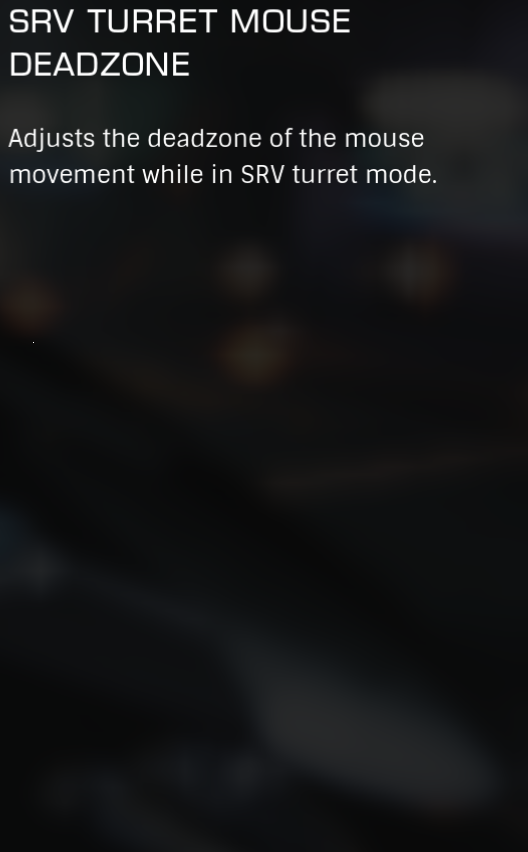 SRV TURRET MOUSE
DEADZONE
Adjusts the deadzone of the mouse
movement while in SRV turret mode.